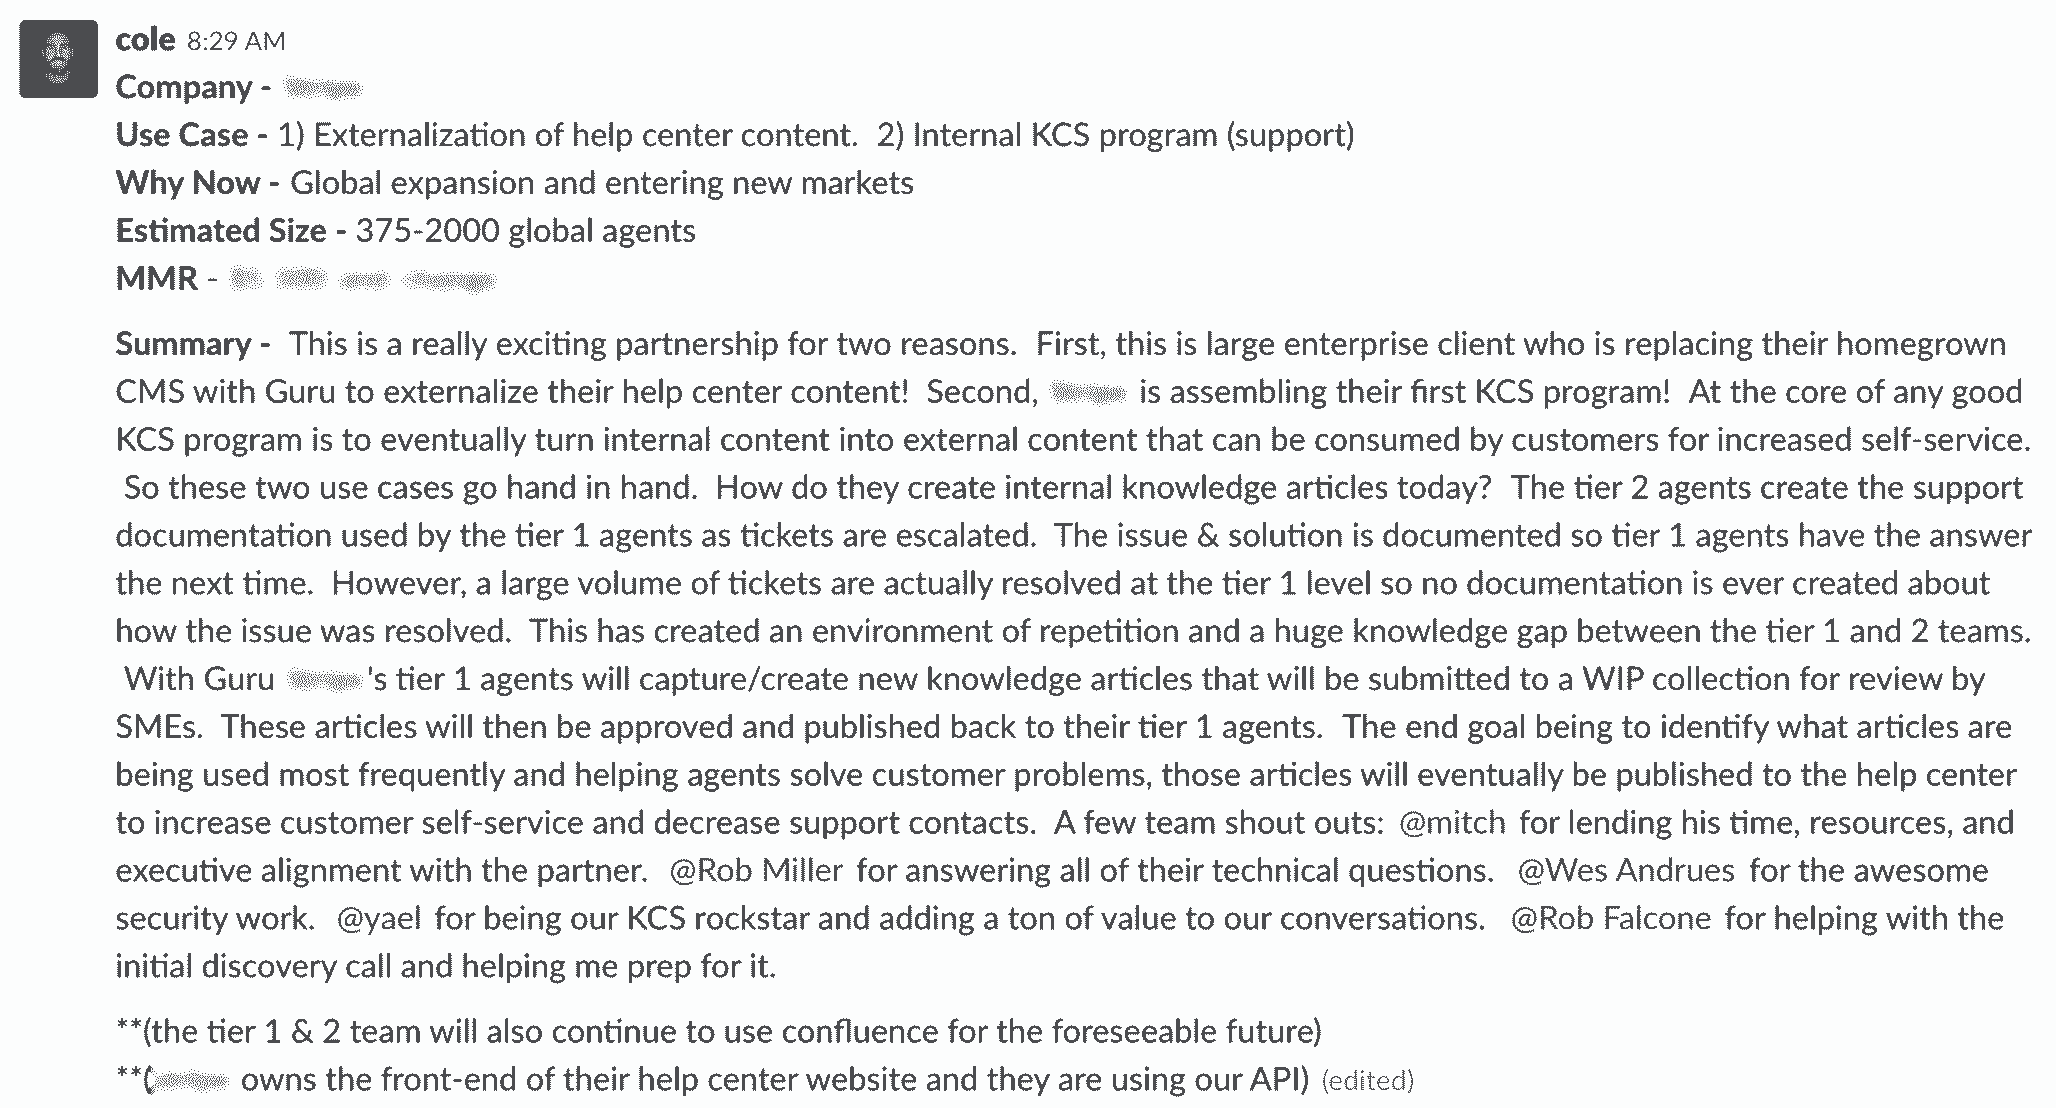 cole 8:29 AM
Company -
Use Case - 1) Externalization of help center content.  2) Internal KCS program (support)
Why Now - Global expansion and entering new markets
Estimated Size - 375-2000 global agents
MMR -
Summary -  This is a really exciting partnership for two reasons.  First, this is large enterprise client who is replacing their homegrown
CMS with Guru to externalize their help center content!  Second, is assembling their first KCS program!  At the core of any good
KCS program is to eventually turn internal content into external content that can be consumed by customers for increased self-service.
So these two use cases go hand in hand.  How do they create internal knowledge articles today?  The tier 2 agents create the support
documentation used by the tier 1 agents as tickets are escalated.  The issue & solution is documented so tier 1 agents have the answer
the next time.  However, a large volume of tickets are actually resolved at the tier 1 level so no documentation is ever created about
how the issue was resolved.  This has created an environment of repetition and a huge knowledge gap between the tier 1 and 2 teams.
With Guru 's tier 1 agents will capture/create new knowledge articles that will be submitted to a WIP collection for review by
SMEs.  These articles will then be approved and published back to their tier 1 agents.  The end goal being to identify what articles are
being used most frequently and helping agents solve customer problems, those articles will eventually be published to the help center
to increase customer self-service and decrease support contacts.  A few team shout outs:  @mitch for lending his time, resources, and
executive alignment with the partner.  @Rob Miller for answering all of their technical questions.  @Wes Andrues for the awesome
security work.  @yael for being our KCS rockstar and adding a ton of value to our conversations.  @Rob Falcone for helping with the
initial discovery call and helping me prep for it.
**(the tier 1 & 2 team will also continue to use confluence for the foreseeable future)
**( owns the front-end of their help center website and they are using our API) (edited)